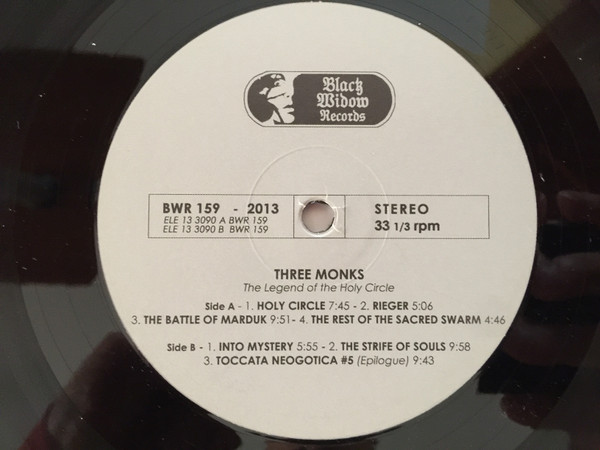 Black
Widow
Records
BWR 159 - 2013
ELE 13 3090 A BWR 159
ELE 13 3090 B BWR 159
STEREO
33 1/3 rpm
THREE MONKS
The Legend of the Holy Circle
Side A - 1. HOLY CIRCLE 7:45 - 2. RIEGER 5:06
3. THE BATTLE OF MARDUK 9:51- 4. THE REST OF THE SACRED SWARM 4:46
Side B - 1. INTO MYSTERY 5:55 - 2. THE STRIFE OF SOULS 9:58
3. TOCCATA NEOGOTICA #5 (Epilogue) 9:43